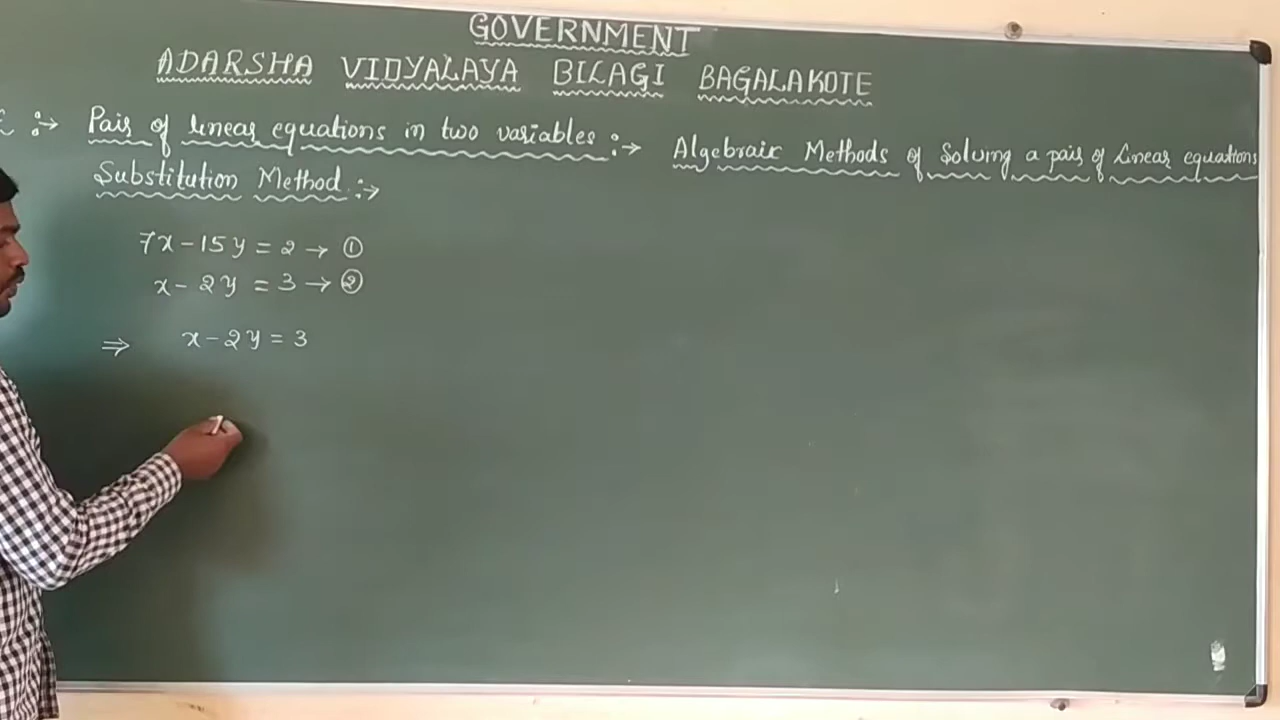 GOVERNMENT
ADARSHA VIDYALAYA BILAGI BAGALAKOTE
:→ Pair of linear equations in two variables :→ Algebraic Methods of Solving a pair of Linear equations
Substitution Method :→
7x - 15y = 2 → ①
x - 2y = 3 → ②
⇒ x - 2y = 3